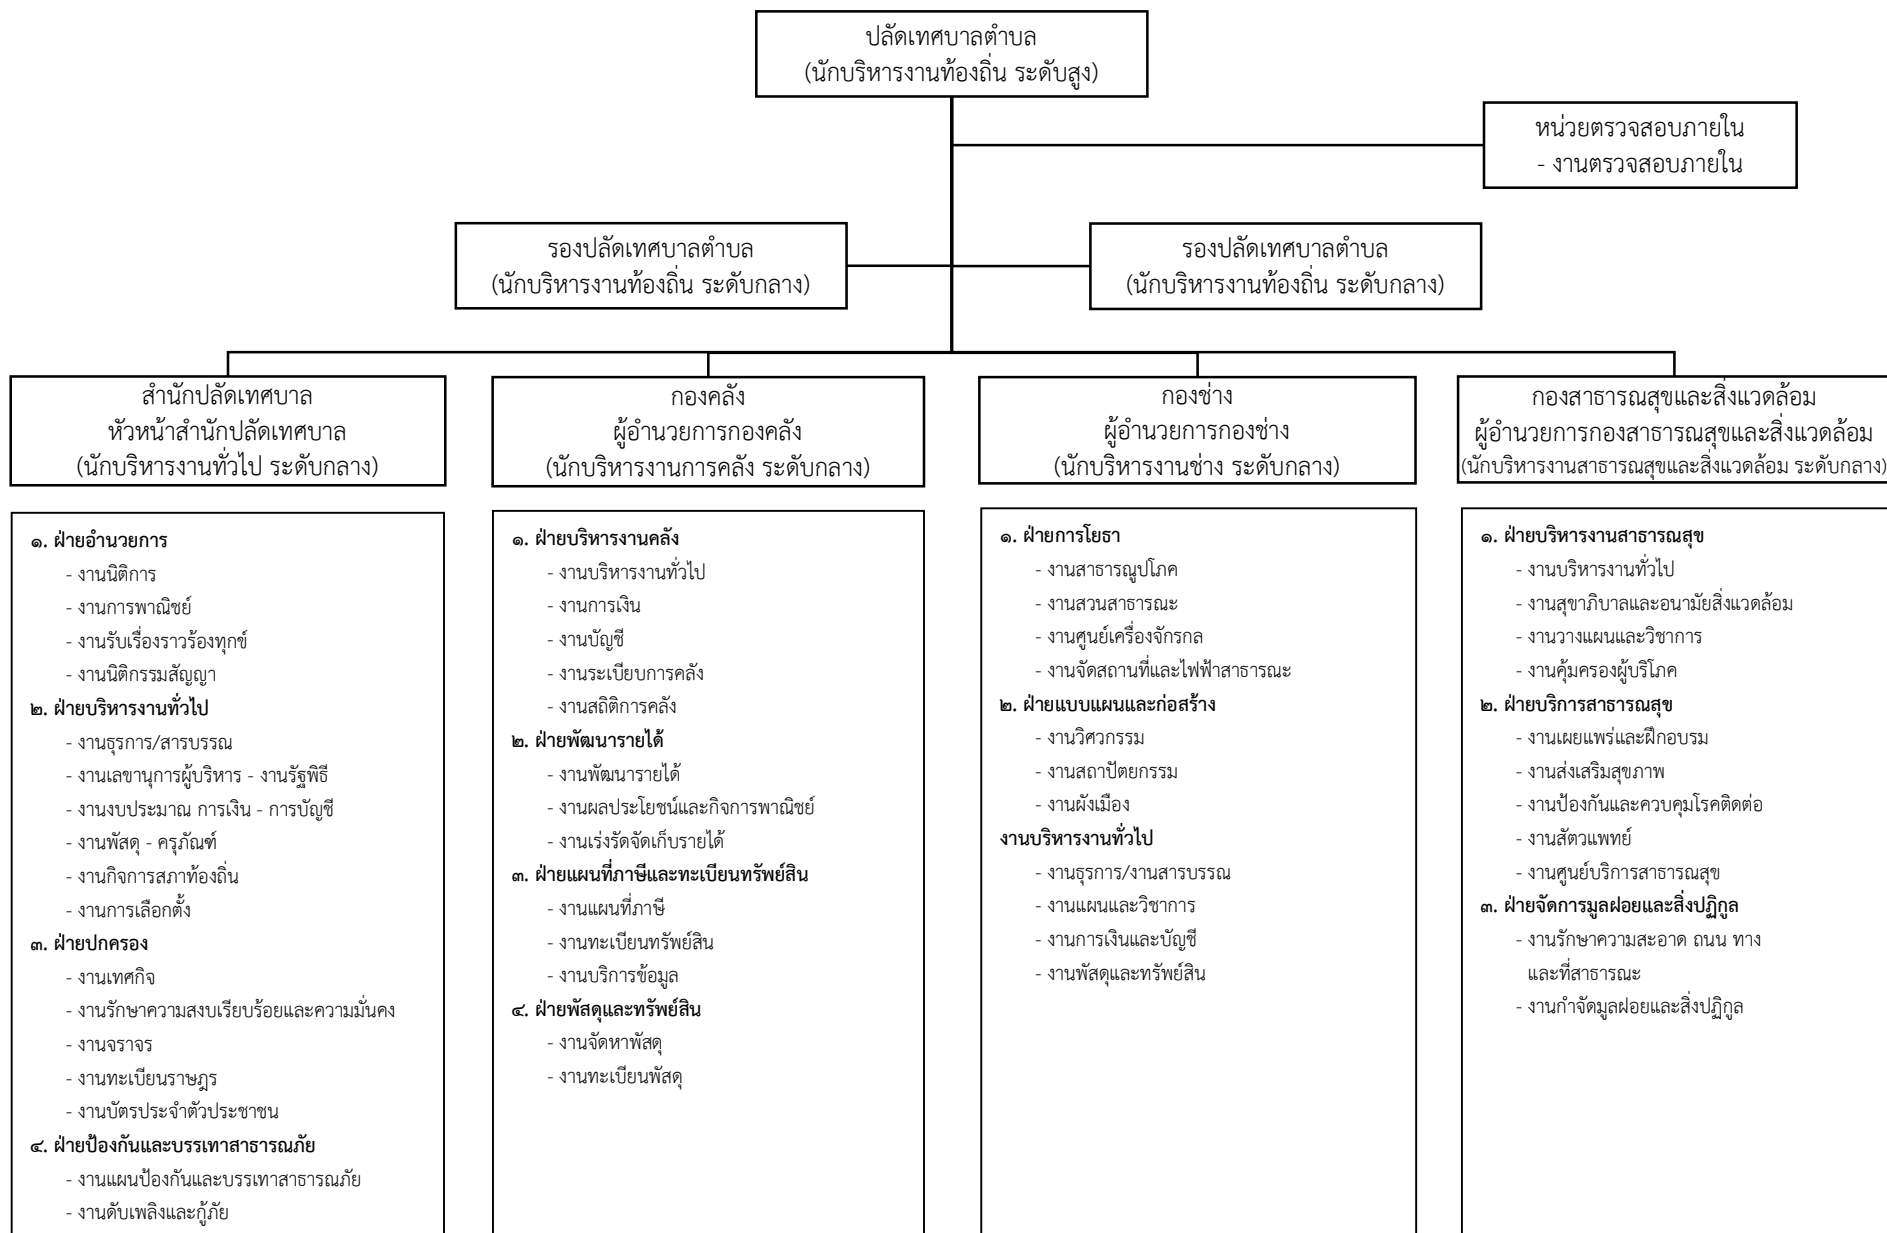 ปลัดเทศบาลตำบล
(นักบริหารงานท้องถิ่น ระดับสูง)
หน่วยตรวจสอบภายใน
- งานตรวจสอบภายใน
รองปลัดเทศบาลตำบล
(นักบริหารงานท้องถิ่น ระดับกลาง)
รองปลัดเทศบาลตำบล
(นักบริหารงานท้องถิ่น ระดับกลาง)
สำนักปลัดเทศบาล
หัวหน้าสำนักปลัดเทศบาล
(นักบริหารงานทั่วไป ระดับกลาง)
กองคลัง
ผู้อำนวยการกองคลัง
(นักบริหารงานการคลัง ระดับกลาง)
กองช่าง
ผู้อำนวยการกองช่าง
(นักบริหารงานช่าง ระดับกลาง)
กองสาธารณสุขและสิ่งแวดล้อม
ผู้อำนวยการกองสาธารณสุขและสิ่งแวดล้อม
(นักบริหารงานสาธารณสุขและสิ่งแวดล้อม ระดับกลาง)
๑. ฝ่ายอำนวยการ
- งานนิติการ
- งานการพาณิชย์
- งานรับเรื่องราวร้องทุกข์
- งานนิติกรรมสัญญา
๒. ฝ่ายบริหารงานทั่วไป
- งานธุรการ/สารบรรณ
- งานเลขานุการผู้บริหาร - งานรัฐพิธี
- งานงบประมาณ การเงิน - การบัญชี
- งานพัสดุ - ครุภัณฑ์
- งานกิจการสภาท้องถิ่น
- งานการเลือกตั้ง
๓. ฝ่ายปกครอง
- งานเทศกิจ
- งานรักษาความสงบเรียบร้อยและความมั่นคง
- งานจราจร
- งานทะเบียนราษฎร
- งานบัตรประจำตัวประชาชน
๔. ฝ่ายป้องกันและบรรเทาสาธารณภัย
- งานแผนป้องกันและบรรเทาสาธารณภัย
- งานดับเพลิงและกู้ภัย
๑. ฝ่ายบริหารงานคลัง
- งานบริหารงานทั่วไป
- งานการเงิน
- งานบัญชี
- งานระเบียบการคลัง
- งานสถิติการคลัง
๒. ฝ่ายพัฒนารายได้
- งานพัฒนารายได้
- งานผลประโยชน์และกิจการพาณิชย์
- งานเร่งรัดจัดเก็บรายได้
๓. ฝ่ายแผนที่ภาษีและทะเบียนทรัพย์สิน
- งานแผนที่ภาษี
- งานทะเบียนทรัพย์สิน
- งานบริการข้อมูล
๔. ฝ่ายพัสดุและทรัพย์สิน
- งานจัดหาพัสดุ
- งานทะเบียนพัสดุ
๑. ฝ่ายการโยธา
- งานสาธารณูปโภค
- งานสวนสาธารณะ
- งานศูนย์เครื่องจักรกล
- งานจัดสถานที่และไฟฟ้าสาธารณะ
๒. ฝ่ายแบบแผนและก่อสร้าง
- งานวิศวกรรม
- งานสถาปัตยกรรม
- งานผังเมือง
งานบริหารงานทั่วไป
- งานธุรการ/งานสารบรรณ
- งานแผนและวิชาการ
- งานการเงินและบัญชี
- งานพัสดุและทรัพย์สิน
๑. ฝ่ายบริหารงานสาธารณสุข
- งานบริหารงานทั่วไป
- งานสุขาภิบาลและอนามัยสิ่งแวดล้อม
- งานวางแผนและวิชาการ
- งานคุ้มครองผู้บริโภค
๒. ฝ่ายบริการสาธารณสุข
- งานเผยแพร่และฝึกอบรม
- งานส่งเสริมสุขภาพ
- งานป้องกันและควบคุมโรคติดต่อ
- งานสัตวแพทย์
- งานศูนย์บริการสาธารณสุข
๓. ฝ่ายจัดการมูลฝอยและสิ่งปฏิกูล
- งานรักษาความสะอาด ถนน ทาง
และที่สาธารณะ
- งานกำจัดมูลฝอยและสิ่งปฏิกูล